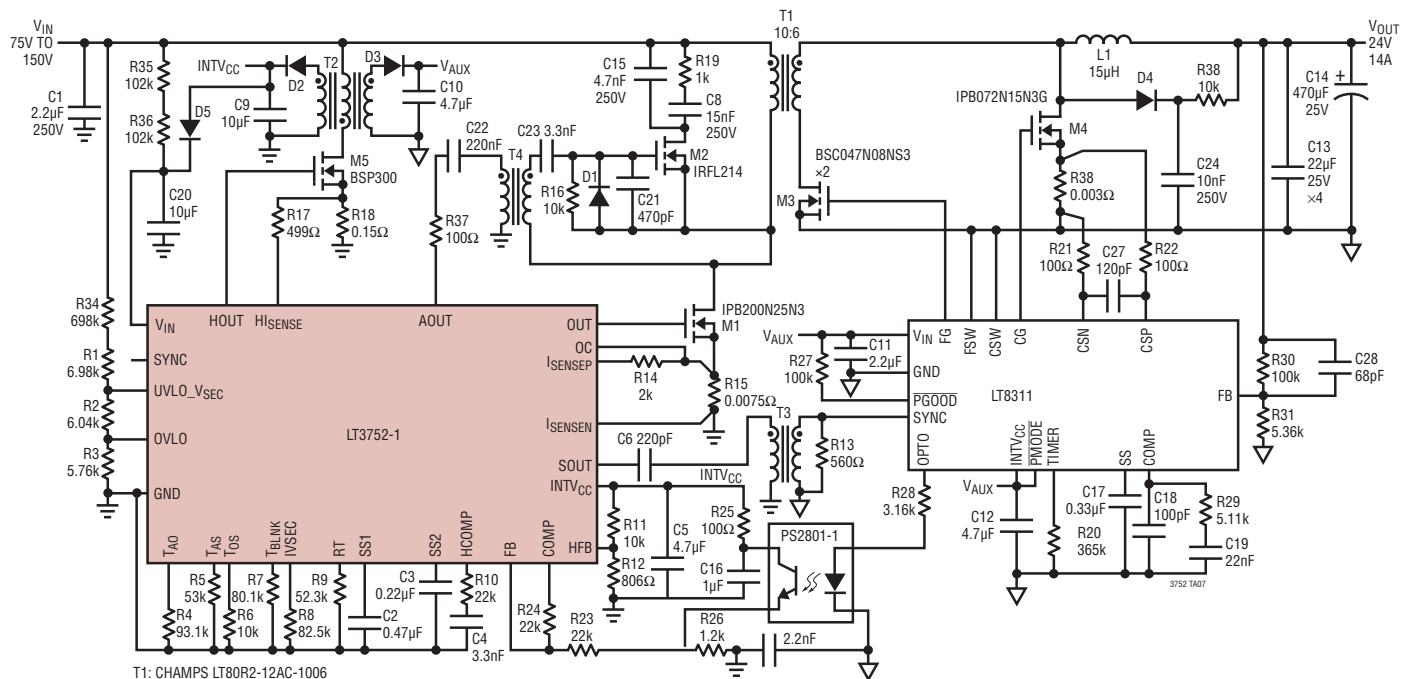 VIN
75V TO
150V
C1
2.2µF
250V
R35
102k
R36
102k
INTVCC
D2
T2
D3
VAUX
C9
10µF
D5
C10
4.7µF
M5
BSP300
C20
10µF
R17
499Ω
R18
0.15Ω
C22
220nF
T4
R37
100Ω
C23 3.3nF
R16
10k
D1
C21
470pF
C15
4.7nF
250V
R19
1k
C8
15nF
250V
M2
IRFL214
T1
10:6
BSC047N08NS3
×2
M3
IPB072N15N3G
M4
L1
15µH
D4
R38
10k
R38
0.003Ω
C24
10nF
250V
C13
22µF
25V
×4
C14
470µF
25V
+
VOUT
24V
14A
R21
100Ω
C27
120pF
R22
100Ω
R34
698k
R1
6.98k
R2
6.04k
R3
5.76k
VIN
SYNC
UVLO_VSEC
OVLO
GND
HOUT
HISENSE
AOUT
LT3752-1
OUT
OC
ISENSEP
ISENSEN
SOUT
INTVCC
HFB
TAO
TAS
TOS
TBLNK
IVSEC
RT
SS1
SS2
HCOMP
FB
COMP
IPB200N25N3
M1
R14
2k
R15
0.0075Ω
C6 220pF
T3
R13
560Ω
INTVCC
VAUX
R27
100k
C11
2.2µF
VIN
GND
PGOOD
SYNC
OPTO
FG
FSW
CSW
CG
CSN
CSP
LT8311
FB
INTVCC
PMODE
TIMER
SS
COMP
R30
100k
C28
68pF
R31
5.36k
R28
3.16k
VAUX
C12
4.7µF
R20
365k
C17
0.33µF
C18
100pF
R29
5.11k
C19
22nF
3752 TA07
R11
10k
R12
806Ω
C5
4.7µF
R25
100Ω
C16
1µF
PS2801-1
R4
93.1k
R5
53k
R6
10k
R7
80.1k
R8
82.5k
R9
52.3k
C2
0.47µF
C3
0.22µF
R10
22k
C4
3.3nF
R24
22k
R23
22k
R26
1.2k
2.2nF
T1: CHAMPS LT80R2-12AC-1006